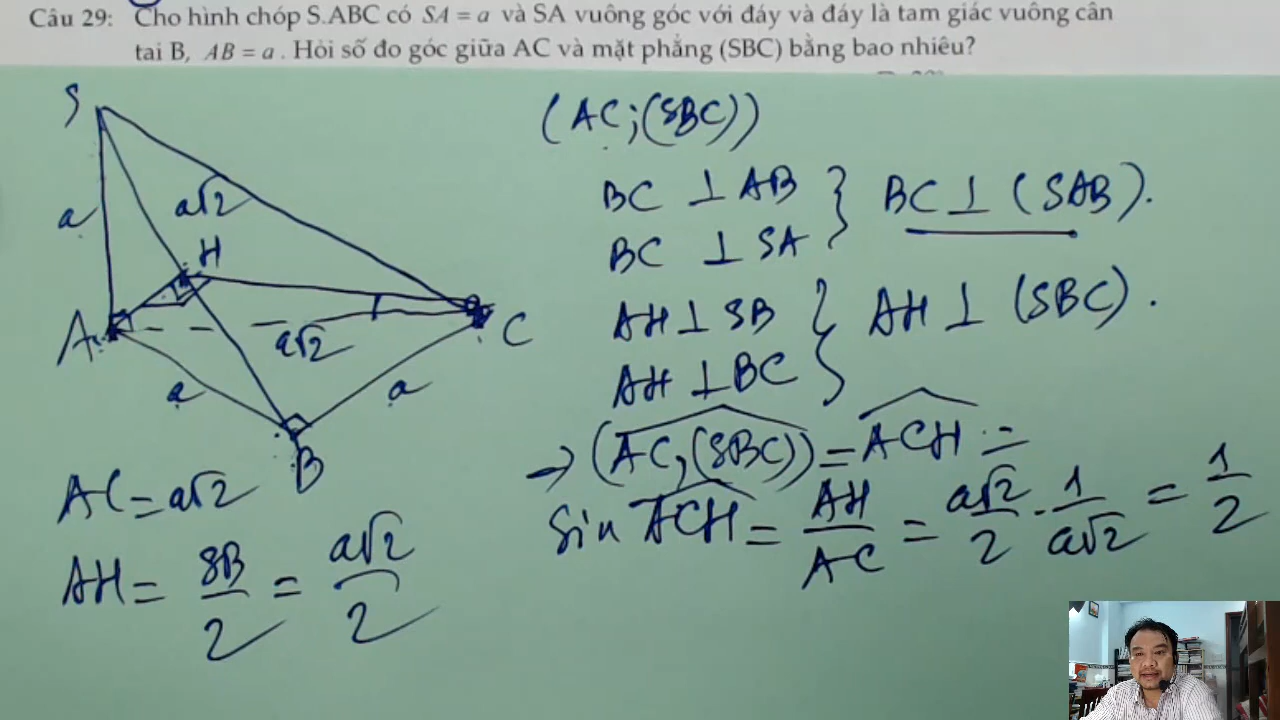 Câu 29: Cho hình chóp S.ABC có SA = a và SA vuông góc với đáy và đáy là tam giác vuông cân
tại B, AB = a. Hỏi số đo góc giữa AC và mặt phẳng (SBC) bằng bao nhiêu?
S
a√2
a
H
A
a√2
C
a
a
B
AC = a√2
AH = SB/2 = a√2/2
(AC;(SBC))
BC ⊥ AB
BC ⊥ SA
} BC ⊥ (SAB).
AH ⊥ SB
AH ⊥ BC
} AH ⊥ (SBC).
→ (AC,(SBC)) = ACH =
Sin ACH = AH/AC = a√2/2 . 1/a√2 = 1/2